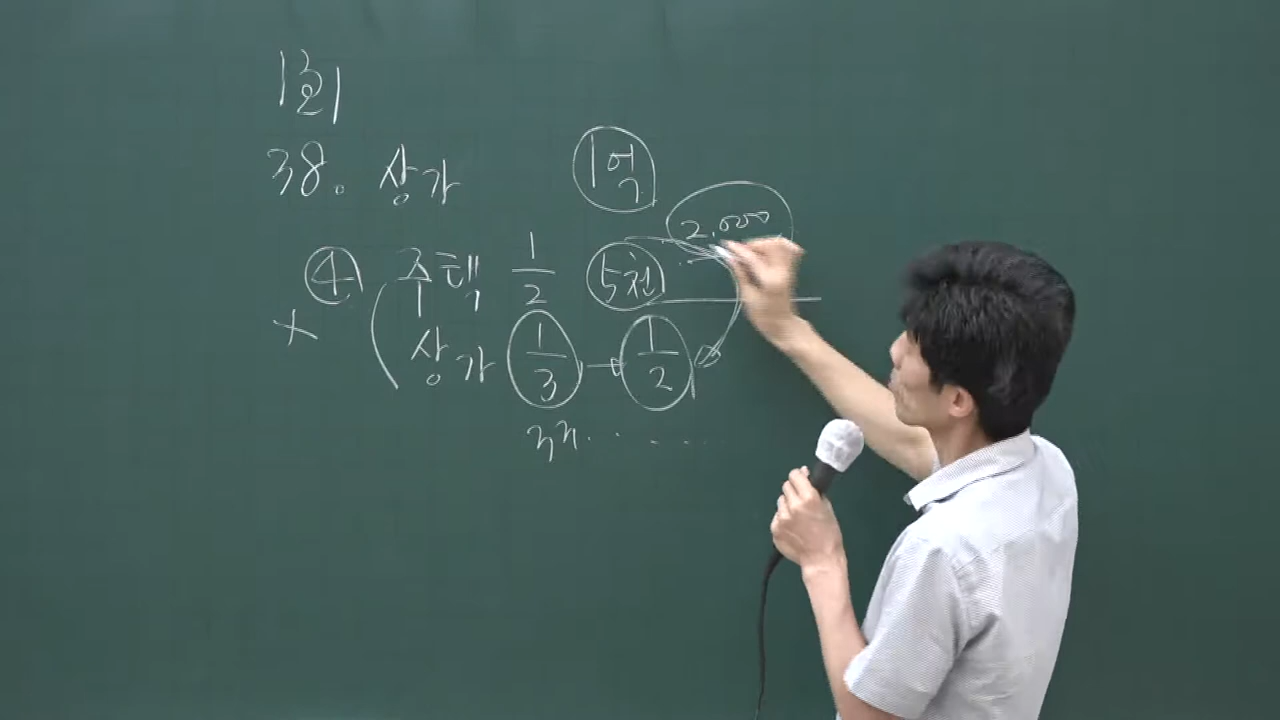 1회
38. 상가 1억
2,000
④ 주택 1/2 5천
× 상가 1/3 → 1/2